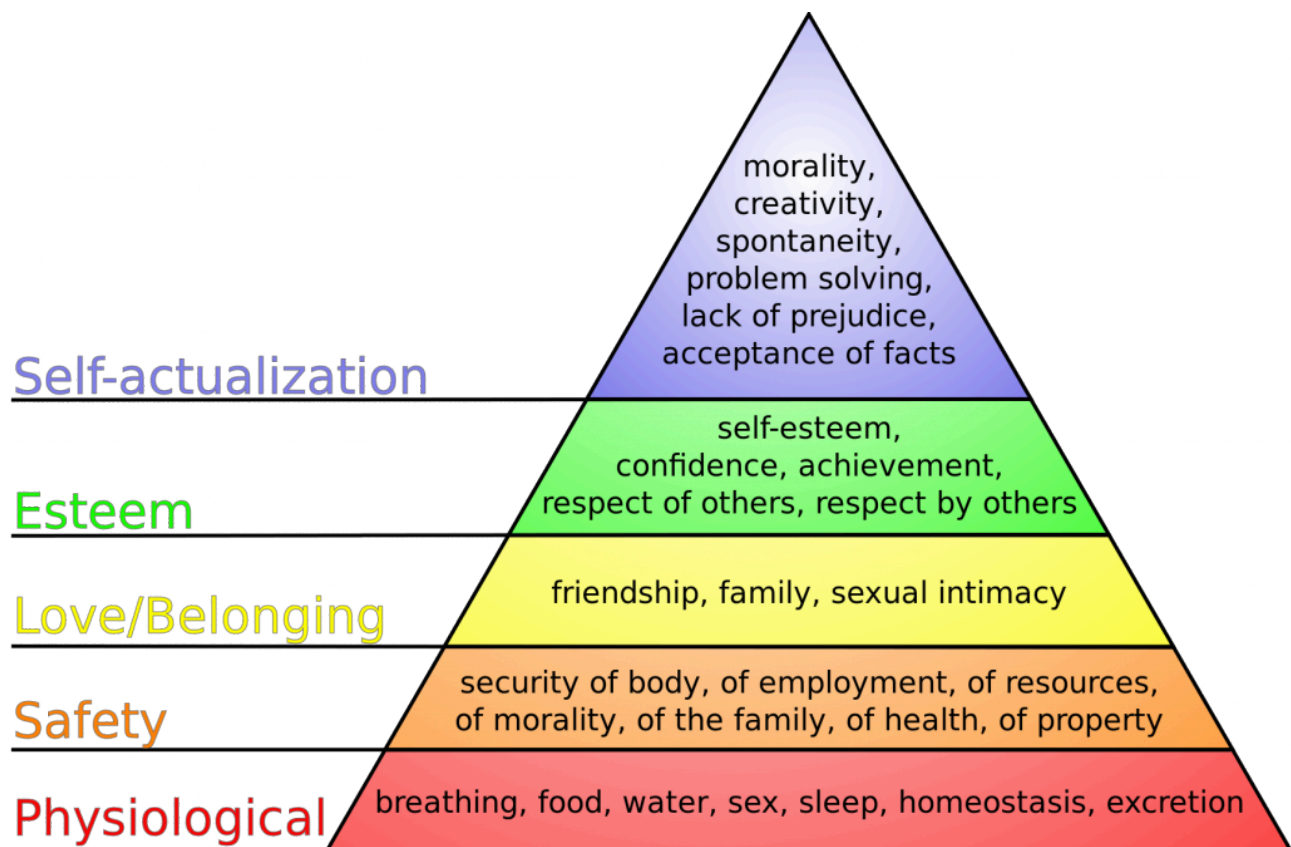 morality,
creativity,
spontaneity,
problem solving,
lack of prejudice,
acceptance of facts
Self-actualization
self-esteem,
confidence, achievement,
respect of others, respect by others
Esteem
friendship, family, sexual intimacy
Love/Belonging
security of body, of employment, of resources,
of morality, of the family, of health, of property
Safety
breathing, food, water, sex, sleep, homeostasis, excretion
Physiological